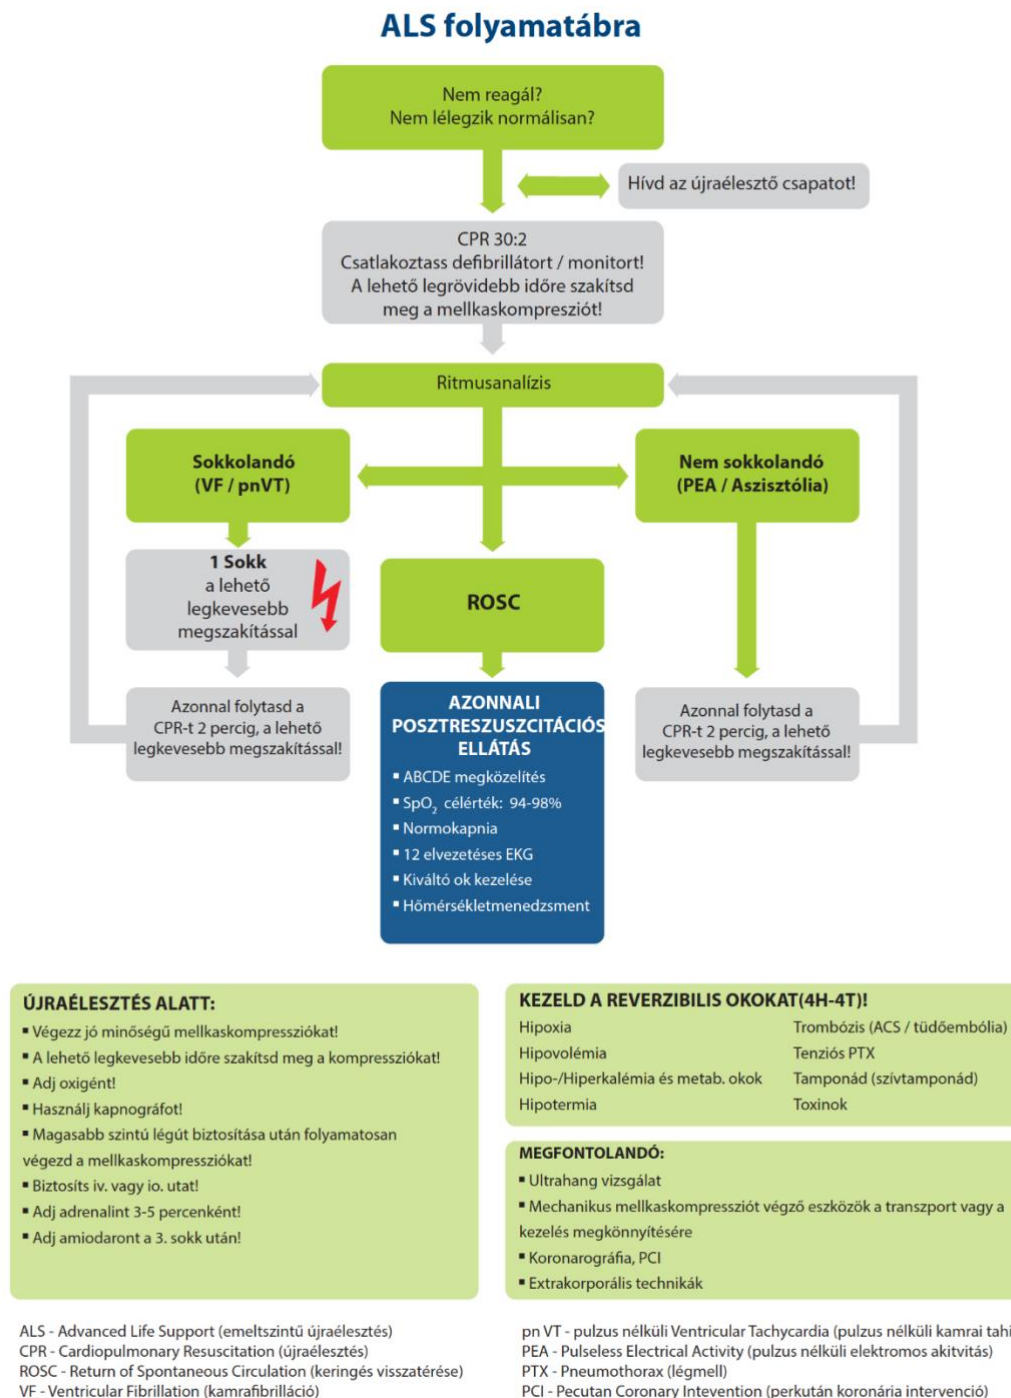 ALS folyamatábra
Nem reagál?
Nem lélegzik normálisan?
Hívd az újraélesztő csapatot!
CPR 30:2
Csatlakoztass defibrillátort / monitort!
A lehető legrövidebb időre szakítsd
meg a mellkaskompresziót!
Ritmusanalízis
Sokkolandó
(VF / pnVT)
Nem sokkolandó
(PEA / Aszisztólia)
1 Sokk
a lehető
legkevesebb
megszakítással
ROSC
Azonnal folytasd a
CPR-t 2 percig, a lehető
legkevesebb megszakítással!
AZONNALI
POSZTRESZUSZCITÁCIÓS
ELLÁTÁS
▪ ABCDE megközelítés
▪ SpO₂ célérték: 94-98%
▪ Normokapnia
▪ 12 elvezetéses EKG
▪ Kiváltó ok kezelése
▪ Hőmérsékletmenedzsment
Azonnal folytasd a
CPR-t 2 percig, a lehető
legkevesebb megszakítással!
ÚJRAÉLESZTÉS ALATT:
▪ Végezz jó minőségű mellkaskompressziókat!
▪ A lehető legkevesebb időre szakítsd meg a kompressziókat!
▪ Adj oxigént!
▪ Használj kapnográfot!
▪ Magasabb szintú légút biztosítása után folyamatosan
végezd a mellkaskompressziókat!
▪ Biztosíts iv. vagy io. utat!
▪ Adj adrenalint 3-5 percenként!
▪ Adj amiodaront a 3. sokk után!
KEZELD A REVERZIBILIS OKOKAT(4H-4T)!
Hipoxia Trombózis (ACS / tüdőembólia)
Hipovolémia Tenziós PTX
Hipo-/Hiperkalémia és metab. okok Tamponád (szívtamponád)
Hipotermia Toxinok
MEGFONTOLANDÓ:
▪ Ultrahang vizsgálat
▪ Mechanikus mellkaskompressziót végző eszközök a transzport vagy a
kezelés megkönnyítésére
▪ Koronarográfia, PCI
▪ Extrakorporális technikák
ALS - Advanced Life Support (emeltszintű újraélesztés)
CPR - Cardiopulmonary Resuscitation (újraélesztés)
ROSC - Return of Spontaneous Circulation (keringés visszatérése)
VF - Ventricular Fibrillation (kamrafibrilláció)
pn VT - pulzus nélküli Ventricular Tachycardia (pulzus nélküli kamrai tahi
PEA - Pulseless Electrical Activity (pulzus nélküli elektromos akitvitás)
PTX - Pneumothorax (légmell)
PCI - Pecutan Coronary Intevention (perkután koronária intervenció)